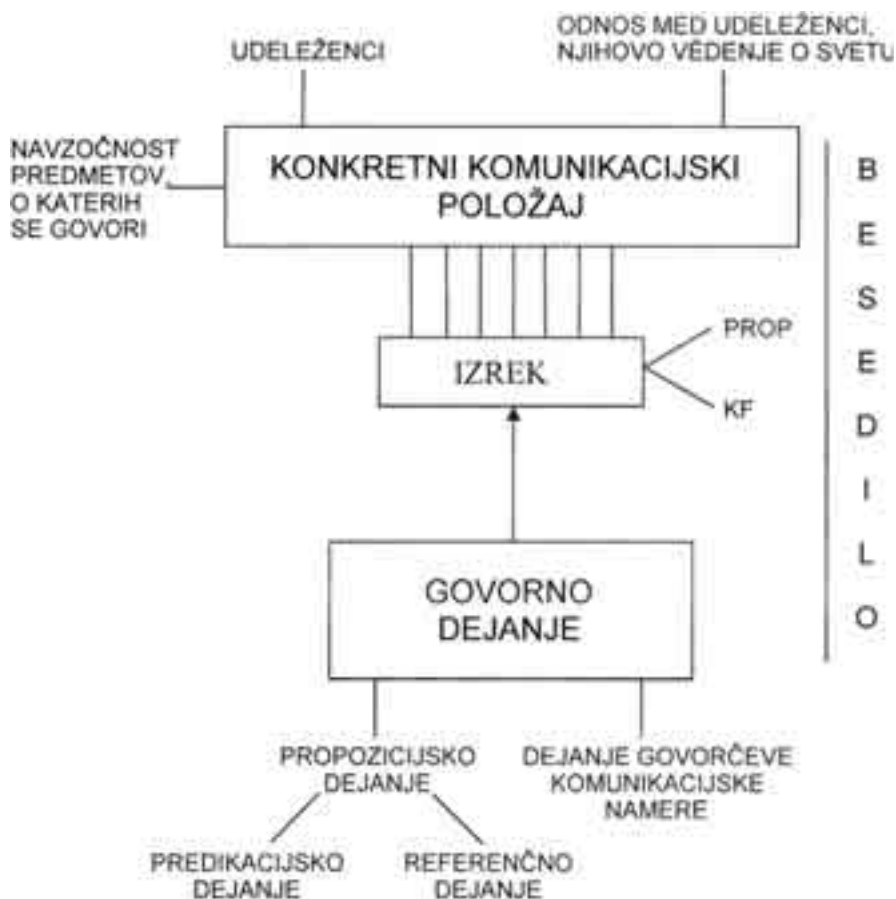 UDELEŽENCI
ODNOS MED UDELEŽENCI,
NJIHOVO VÉDENJE O SVETU
NAVZOČNOST
PREDMETOV,
O KATERIH
SE GOVORI
KONKRETNI KOMUNIKACIJSKI
POLOŽAJ
IZREK
PROP
KF
GOVORNO
DEJANJE
PROPOZICIJSKO
DEJANJE
DEJANJE GOVORČEVE
KOMUNIKACIJSKE
NAMERE
PREDIKACIJSKO
DEJANJE
REFERENČNO
DEJANJE
B
E
S
E
D
I
L
O